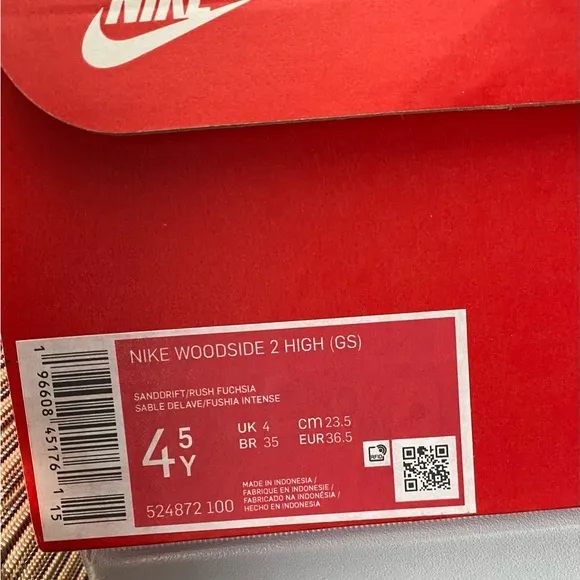 NIKE
NIKE WOODSIDE 2 HIGH (GS)
SANDDRIFT/RUSH FUCHSIA
SABLE DELAVE/FUSHIA INTENSE
4 5 Y
UK 4 CM 23.5
BR 35 EUR 36.5
RFID
MADE IN INDONESIA /
FABRIQUE EN INDONESIE /
FABRICADO NA INDONÉSIA /
HECHO EN INDONESIA
524872 100
1 96608 45176 1 15